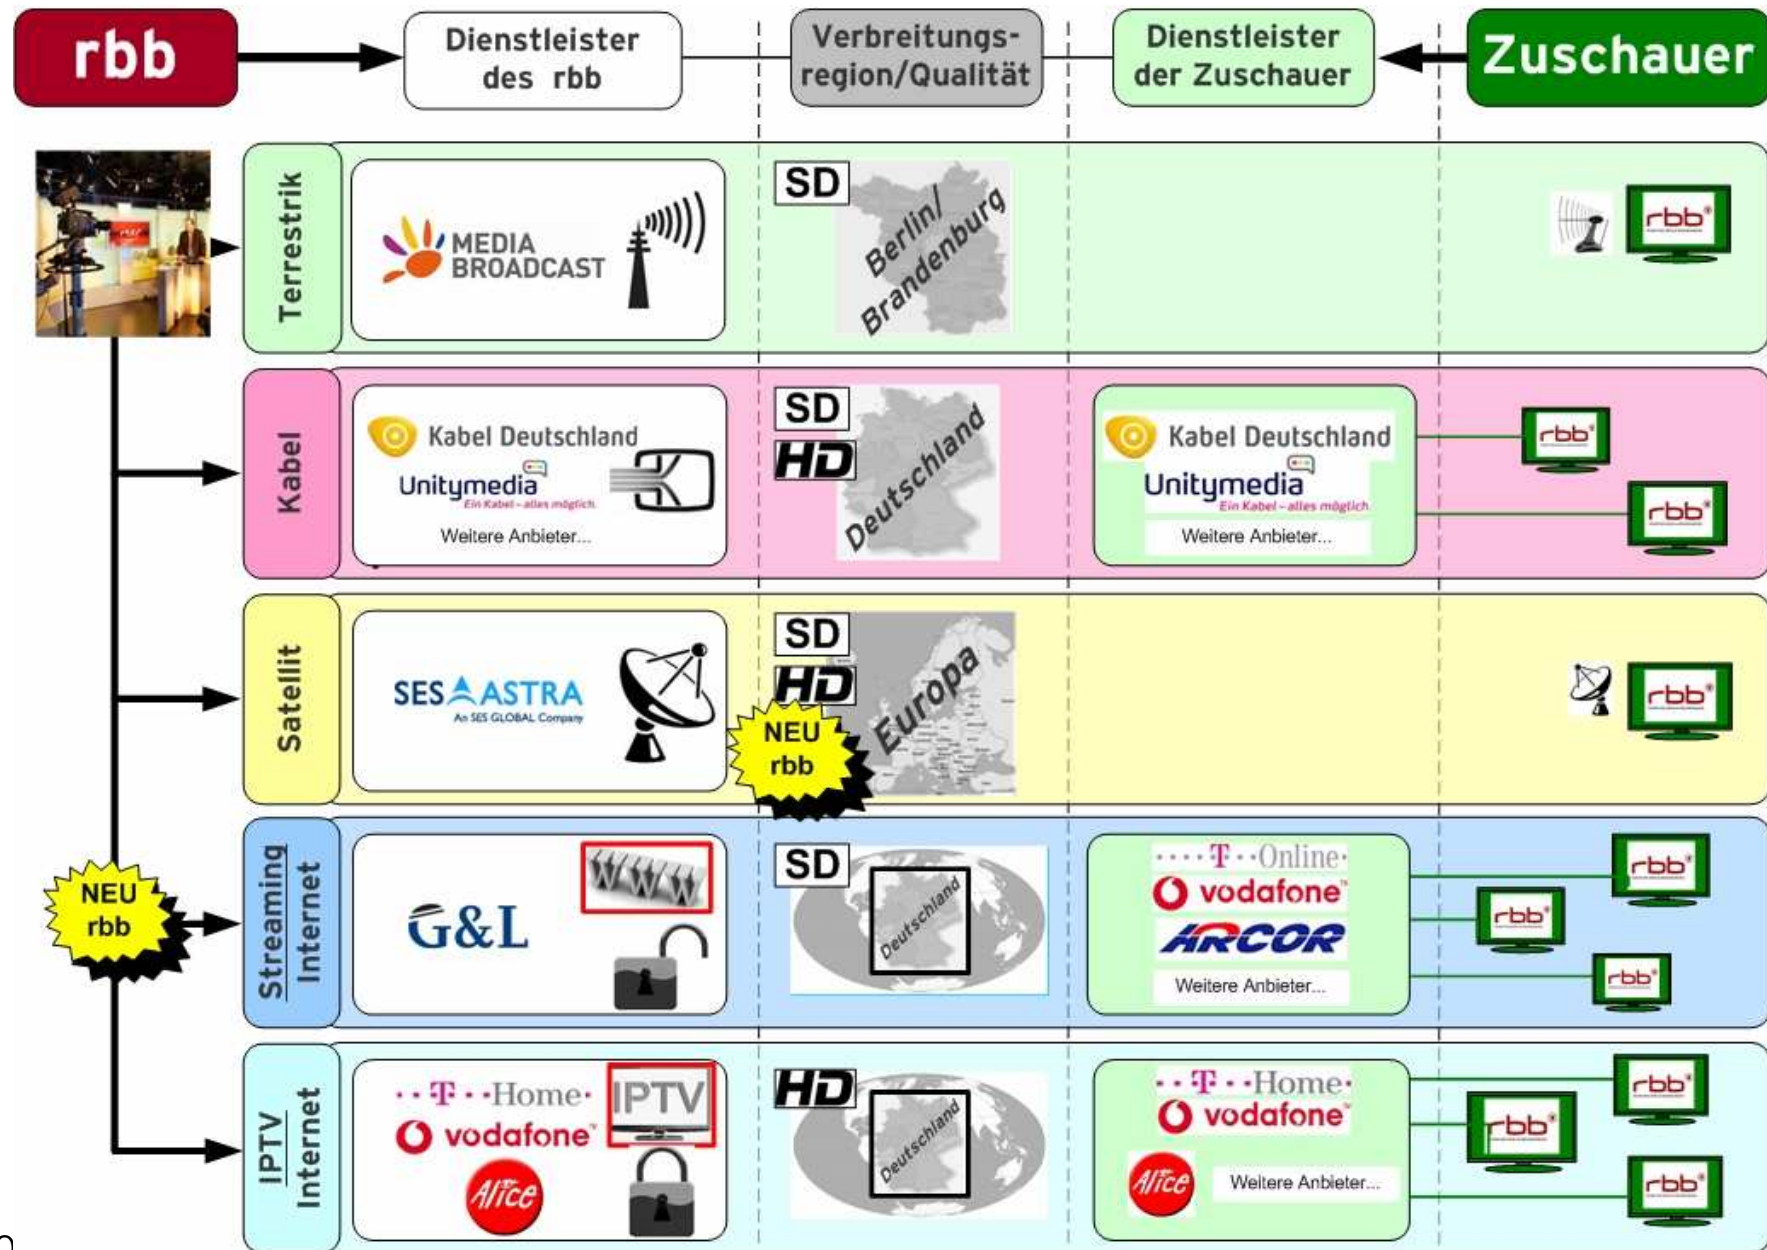 rbb
Dienstleister
des rbb
Verbreitungs-
region/Qualität
Dienstleister
der Zuschauer
Zuschauer
Terrestrik
MEDIA
BROADCAST
SD
Berlin/
Brandenburg
rbb
Kabel
Kabel Deutschland
Unitymedia
Ein Kabel – alles möglich.
Weitere Anbieter...
SD
HD
Deutschland
Kabel Deutschland
Unitymedia
Ein Kabel – alles möglich.
Weitere Anbieter...
rbb
rbb
Satellit
SES ASTRA
An SES GLOBAL Company
SD
HD
NEU
rbb
Europa
rbb
NEU
rbb
Streaming
Internet
G&L
WWW
SD
Deutschland
····T··Online·
vodafone
ARCOR
Weitere Anbieter...
rbb
rbb
rbb
IPTV
Internet
··T··Home·
vodafone
Alice
IPTV
HD
Deutschland
··T··Home·
vodafone
Alice
Weitere Anbieter...
rbb
rbb
rbb